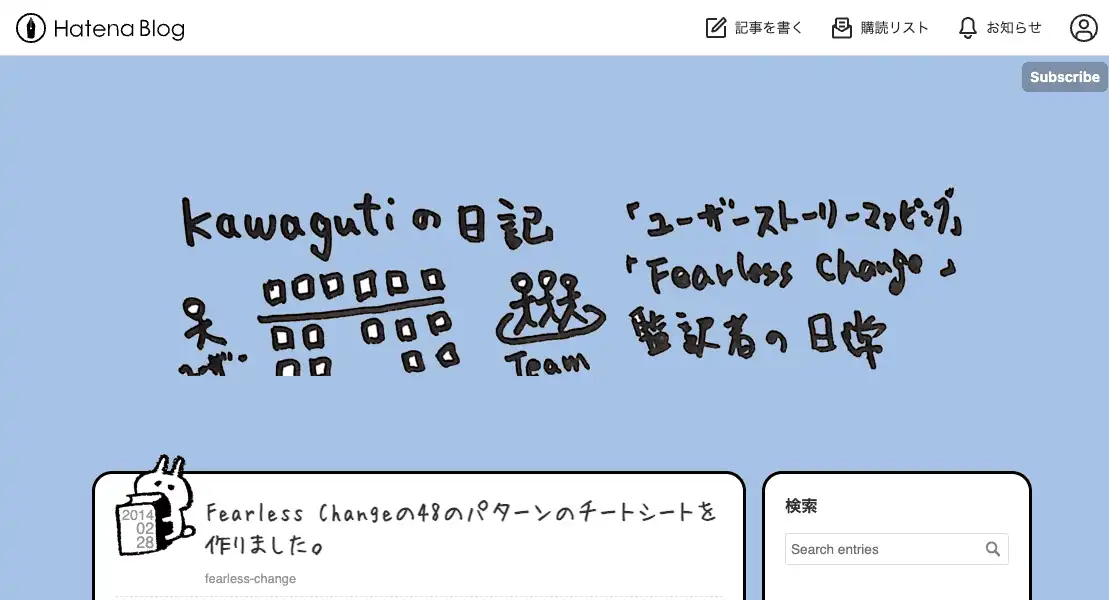 Hatena Blog
記事を書く
購読リスト
お知らせ
Subscribe
kawagutiの日記
「ユーザーストーリーマッピング」
「Fearless Change」
監訳者の日常
ユーザー
Team
2014
02
28
Fearless Changeの48のパターンのチートシートを
作りました。
fearless-change
検索
Search entries